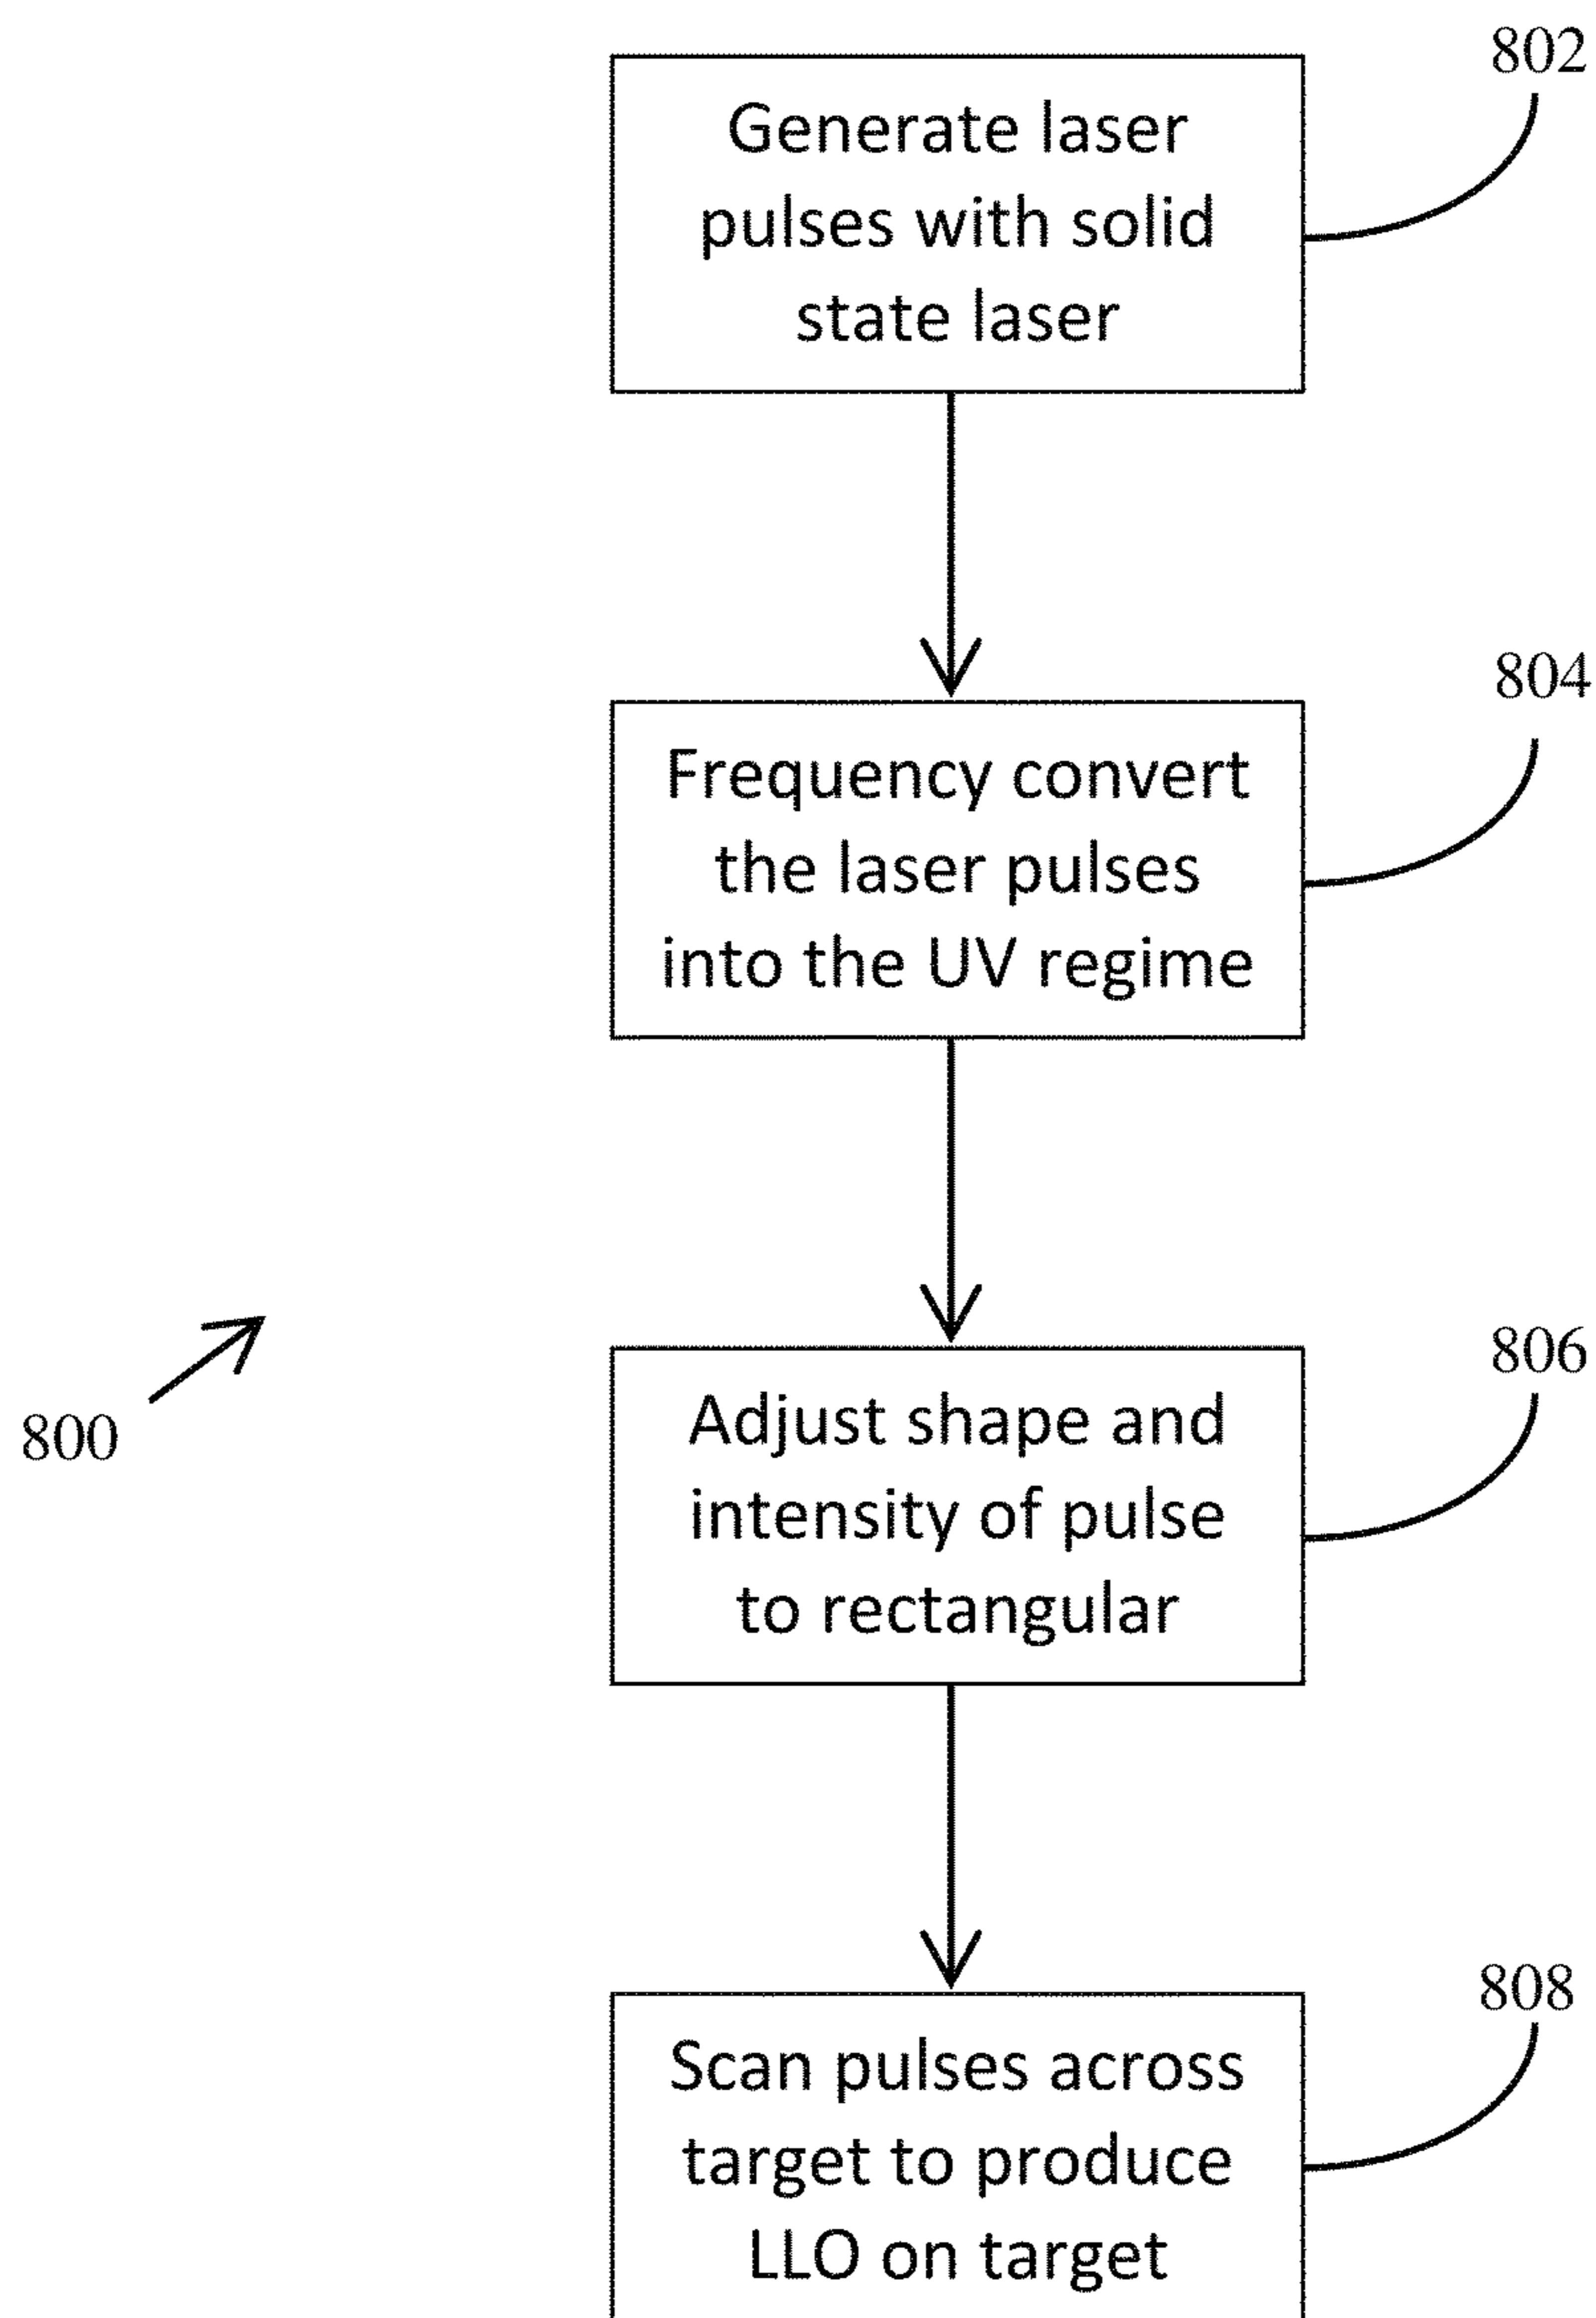 802
Generate laser
pulses with solid
state laser
804
Frequency convert
the laser pulses
into the UV regime
806
Adjust shape and
intensity of pulse
to rectangular
800
808
Scan pulses across
target to produce
LLO on target